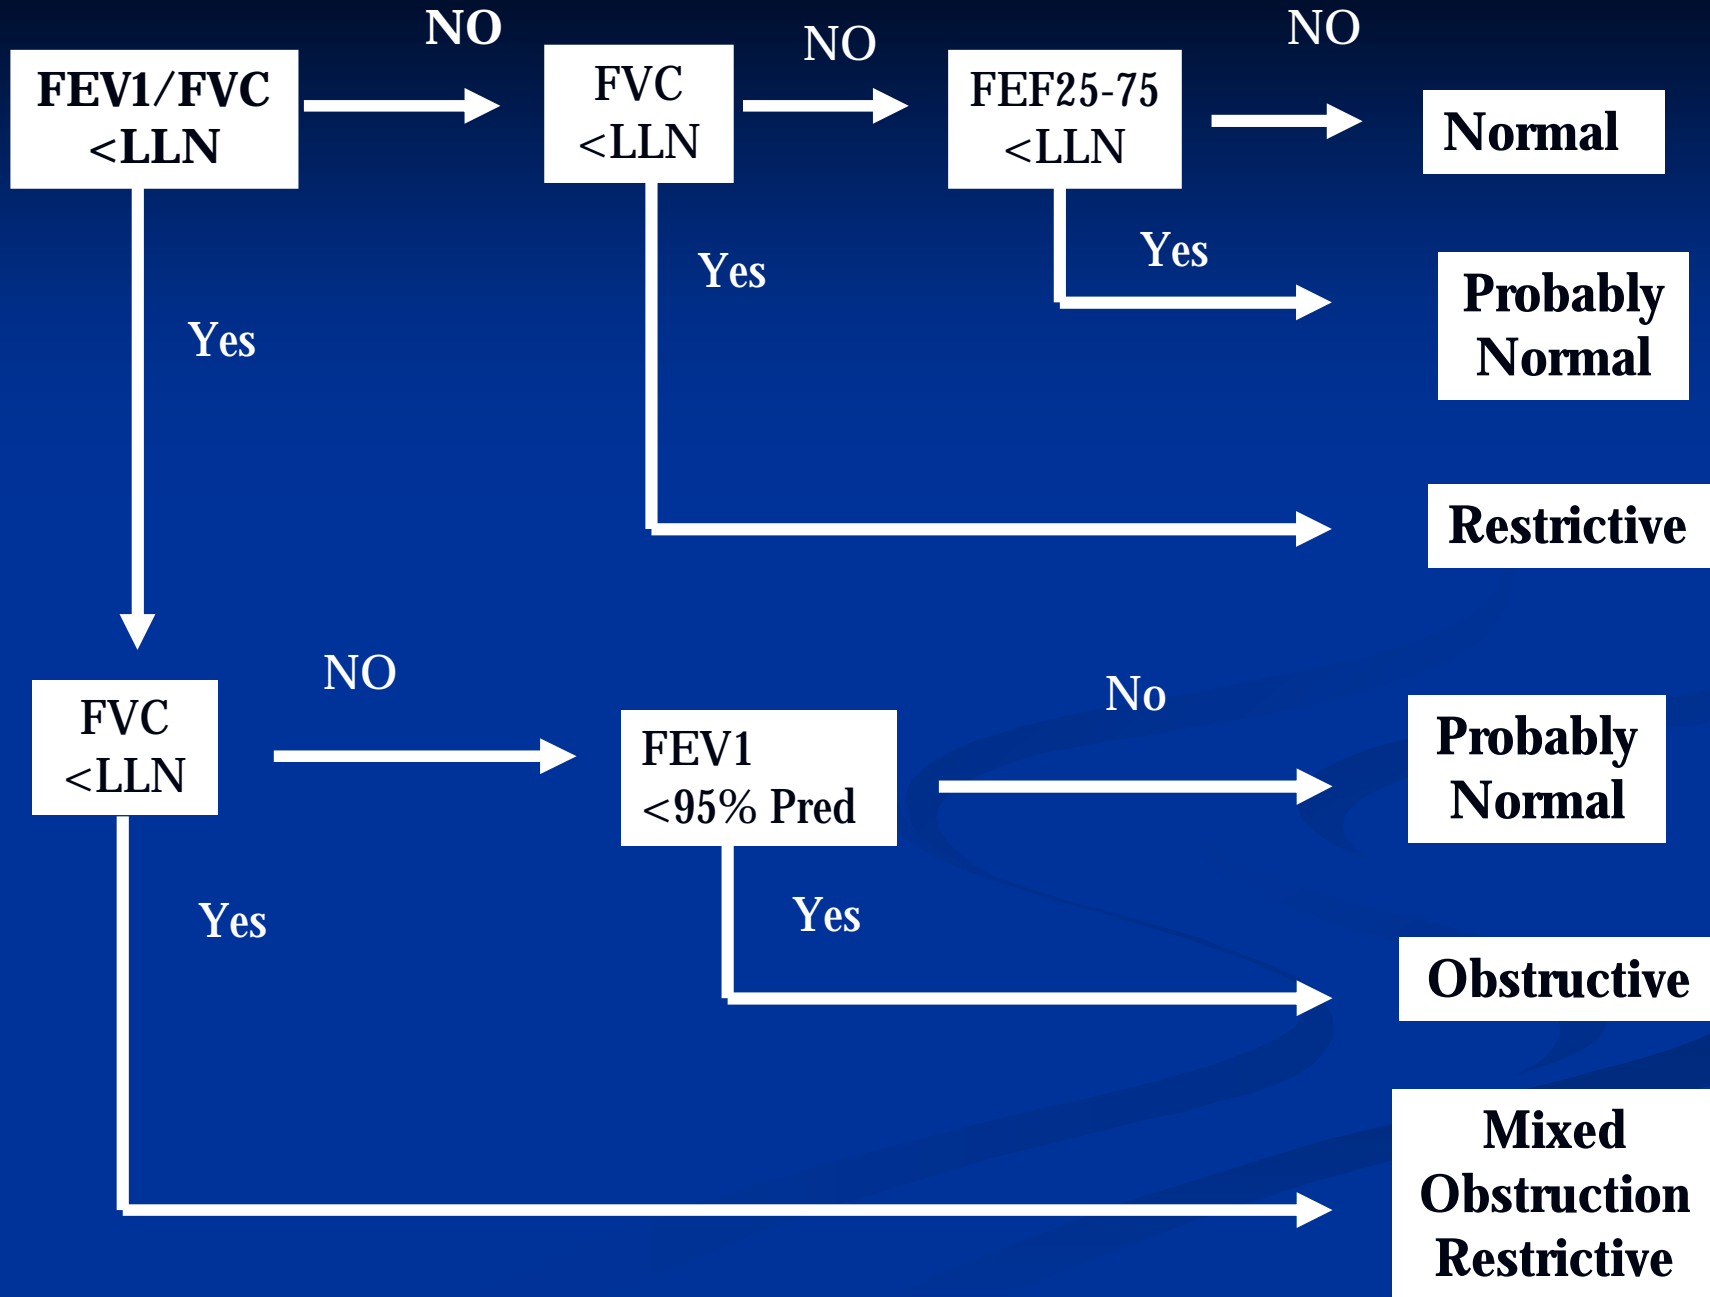 NO
NO
NO
FEV1/FVC
<LLN
FVC
<LLN
FEF25-75
<LLN
Normal
Yes
Yes
Yes
Probably
Normal
Restrictive
FVC
<LLN
NO
FEV1
<95% Pred
No
Probably
Normal
Yes
Yes
Obstructive
Mixed
Obstruction
Restrictive